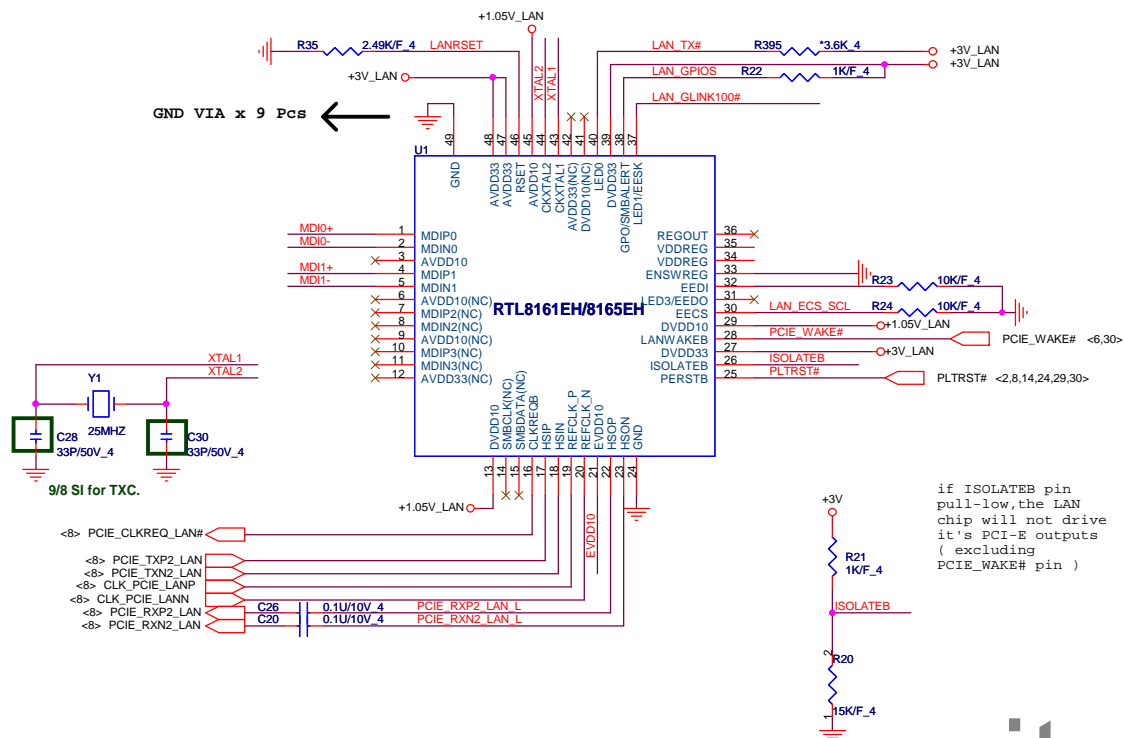 +1.05V_LAN
R35 2.49K/F_4 LANRSET
+3V_LAN
XTAL2
XTAL1
LAN_TX# R395 *3.6K_4 +3V_LAN
+3V_LAN
LAN_GPIOS R22 1K/F_4
LAN_GLINK100#
GND VIA x 9 Pcs
U1
49 48 47 46 45 44 43 42 41 40 39 38 37
GND
AVDD33
AVDD33
RSET
AVDD10
CKXTAL2
CKXTAL1
AVDD33(NC)
DVDD10(NC)
LED0
DVDD33
GPO/SMBALERT
LED1/EESK
MDI0+ 1 MDIP0
MDI0- 2 MDIN0
3 AVDD10
MDI1+ 4 MDIP1
MDI1- 5 MDIN1
6 AVDD10(NC)
7 MDIP2(NC)
8 MDIN2(NC)
9 AVDD10(NC)
10 MDIP3(NC)
11 MDIN3(NC)
12 AVDD33(NC)
RTL8161EH/8165EH
REGOUT 36
VDDREG 35
VDDREG 34
ENSWREG 33
EEDI 32 R23 10K/F_4
LED3/EEDO 31
EECS 30 LAN_ECS_SCL R24 10K/F_4
DVDD10 29 +1.05V_LAN
LANWAKEB 28 PCIE_WAKE# PCIE_WAKE# <6,30>
DVDD33 27 +3V_LAN
ISOLATEB 26 ISOLATEB
PERSTB 25 PLTRST# PLTRST# <2,8,14,24,29,30>
DVDD10
SMBCLK(NC)
SMBDATA(NC)
CLKREQB
HSIP
HSIN
REFCLK_P
REFCLK_N
EVDD10
HSOP
HSON
GND
13 14 15 16 17 18 19 20 21 22 23 24
XTAL1
XTAL2
Y1
25MHZ
C28
33P/50V_4
C30
33P/50V_4
9/8 SI for TXC.
+1.05V_LAN
EVDD10
<8> PCIE_CLKREQ_LAN#
<8> PCIE_TXP2_LAN
<8> PCIE_TXN2_LAN
<8> CLK_PCIE_LANP
<8> CLK_PCIE_LANN
<8> PCIE_RXP2_LAN C26 0.1U/10V_4 PCIE_RXP2_LAN_L
<8> PCIE_RXN2_LAN C20 0.1U/10V_4 PCIE_RXN2_LAN_L
+3V
R21
1K/F_4
ISOLATEB
2
R20
15K/F_4
1
if ISOLATEB pin
pull-low,the LAN
chip will not drive
it's PCI-E outputs
( excluding
PCIE_WAKE# pin )